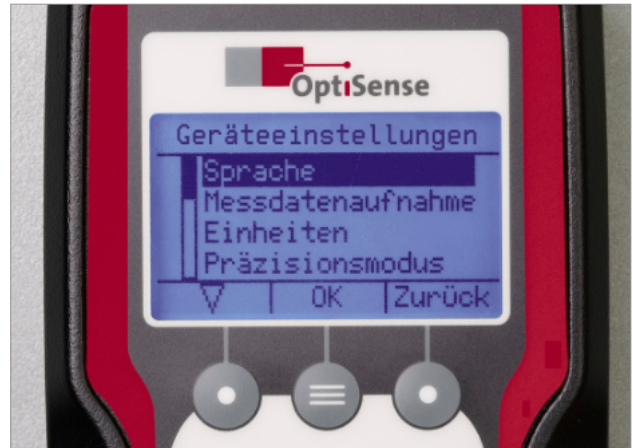 OptiSense
Geräteeinstellungen
Sprache
Messdatenaufnahme
Einheiten
Präzisionsmodus
OK Zurück